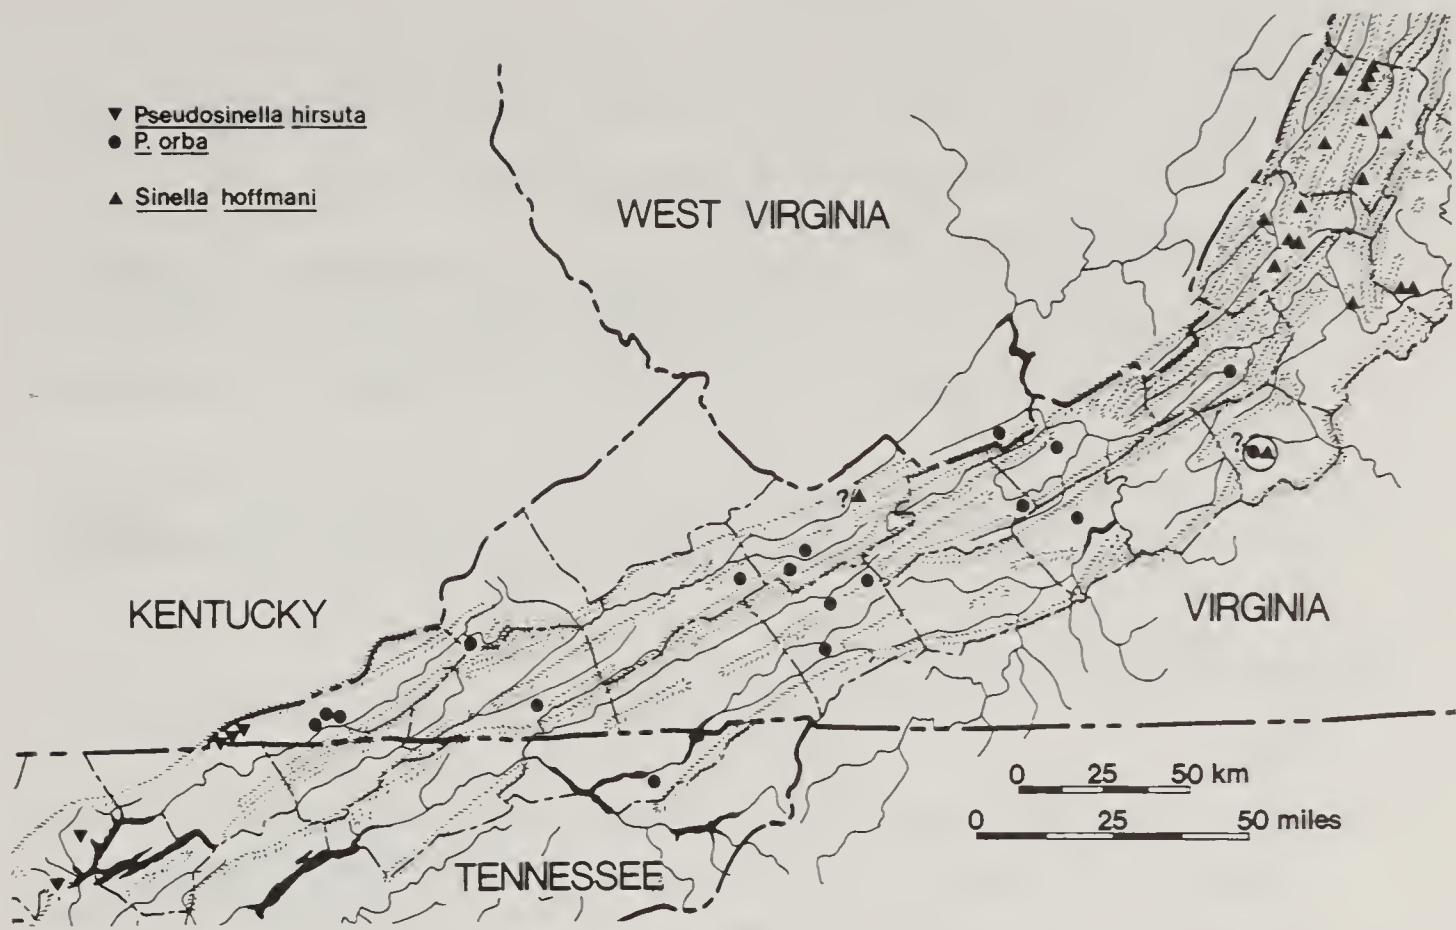 Pseudosinella hirsuta
P. orba
Sinella hoffmani
WEST VIRGINIA
?
?
KENTUCKY
VIRGINIA
0 25 50 km
0 25 50 miles
TENNESSEE